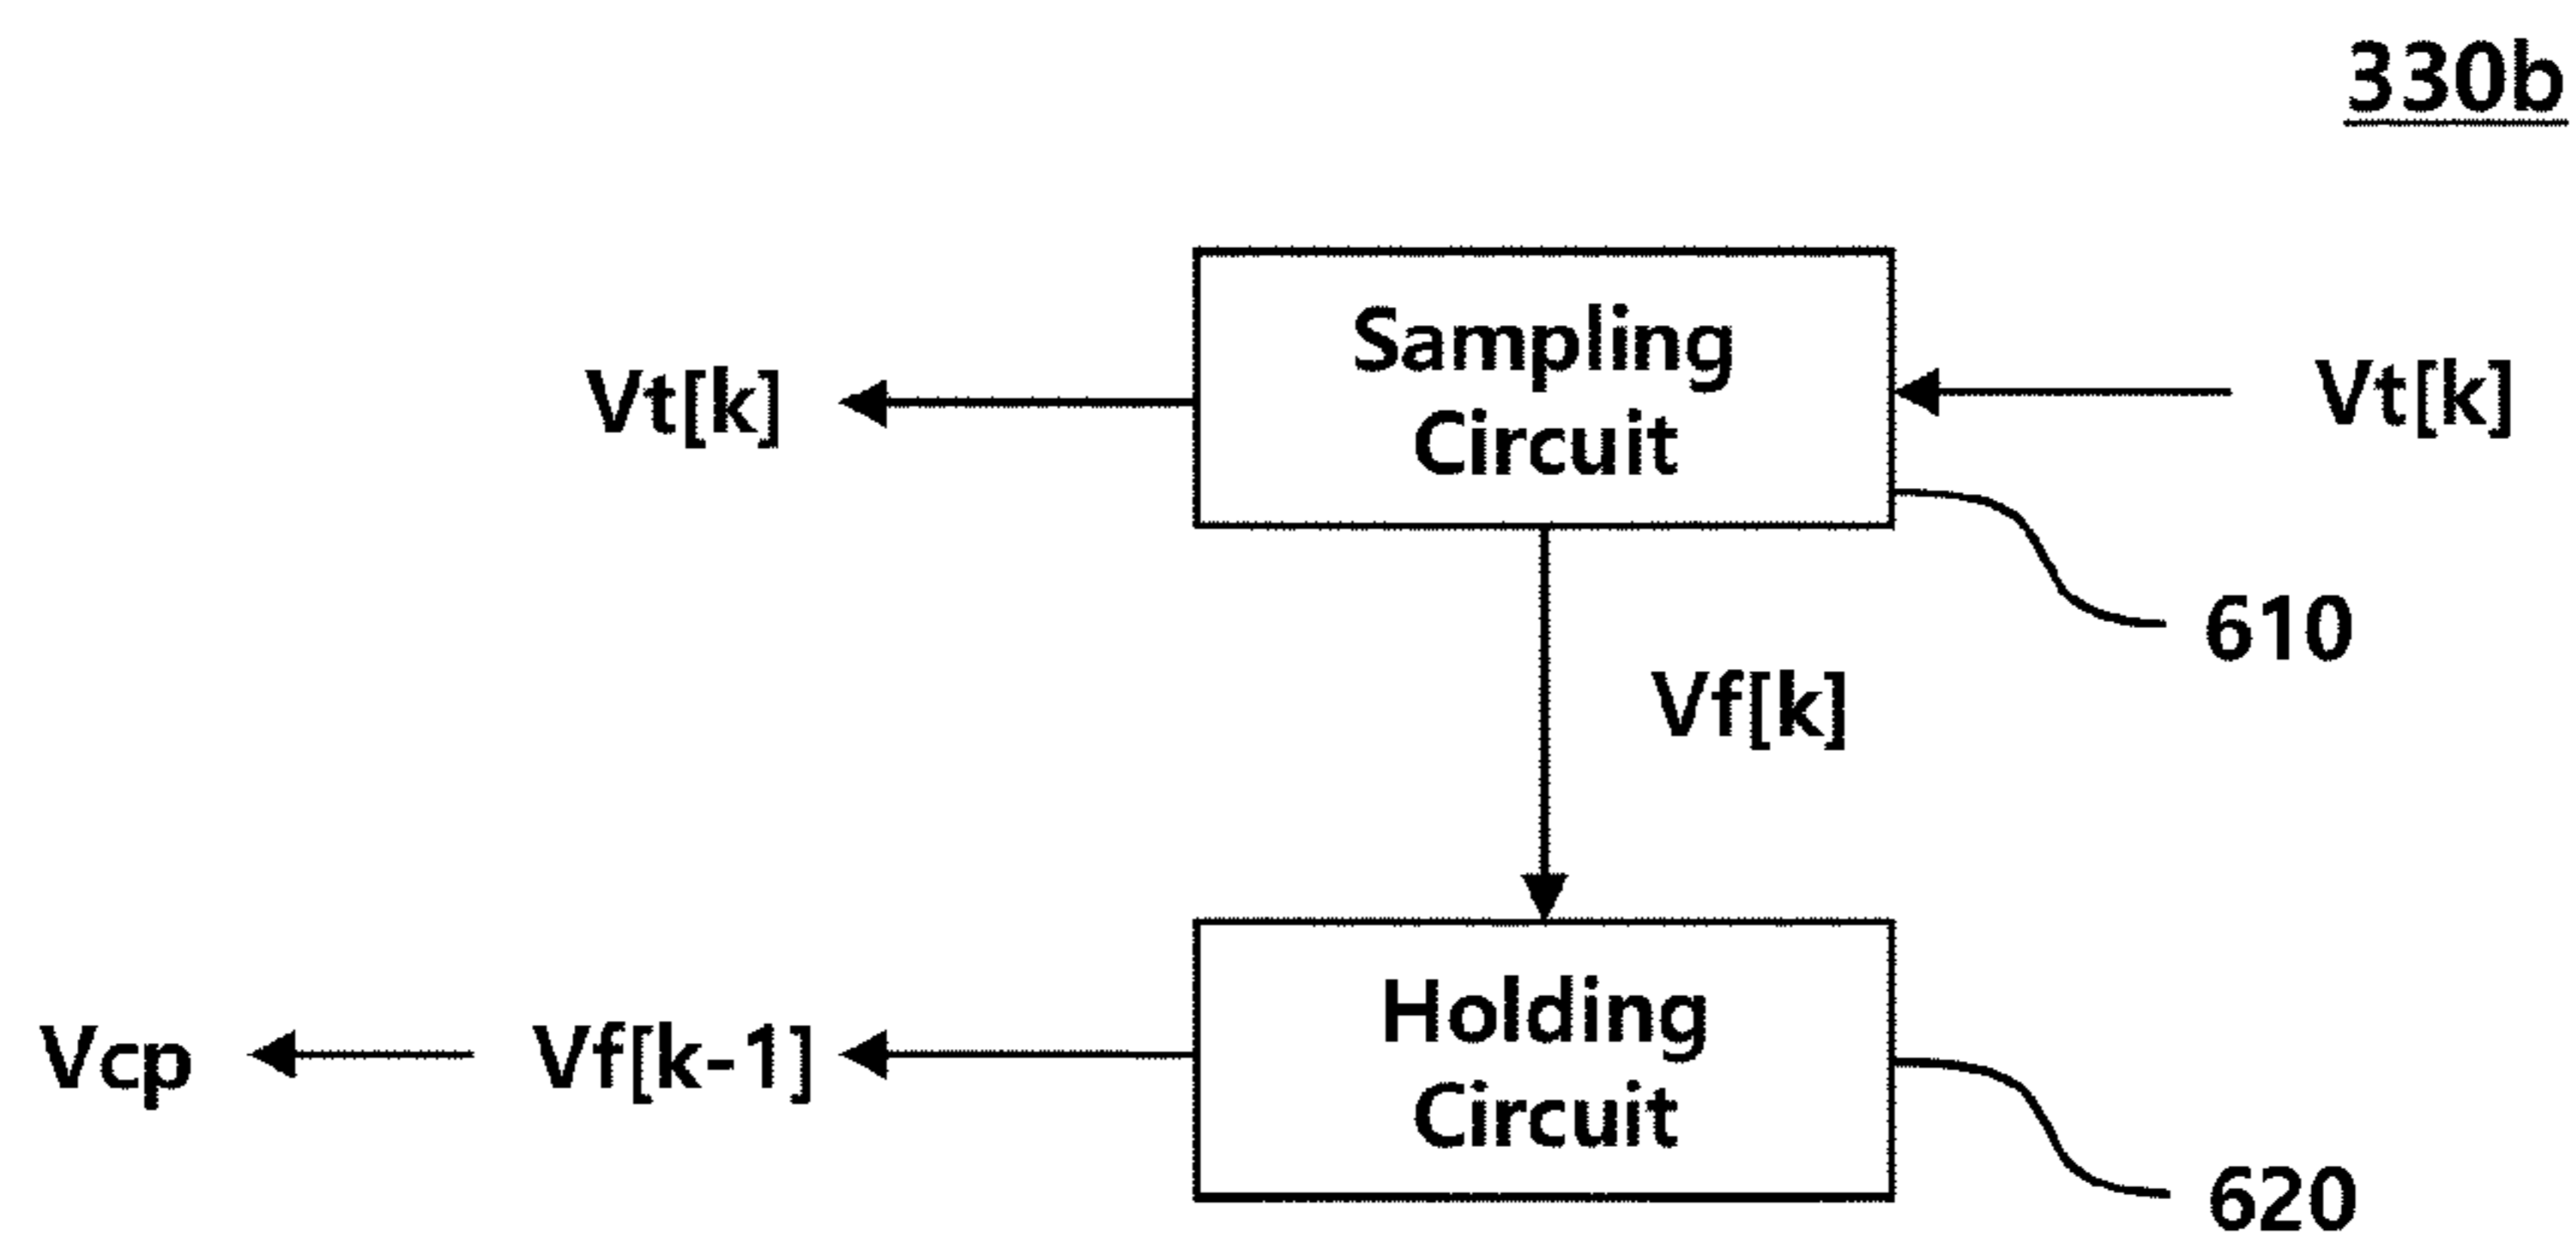 330b
Sampling
Circuit
Vt[k]
Vt[k]
610
Vf[k]
Holding
Circuit
Vcp
Vf[k-1]
620